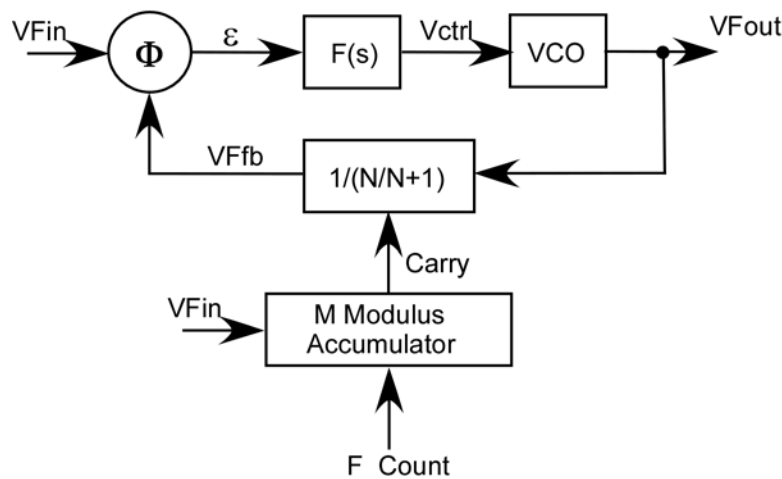 VFin
Φ
ε
F(s)
Vctrl
VCO
VFout
VFfb
1/(N/N+1)
Carry
VFin
M Modulus
Accumulator
F Count